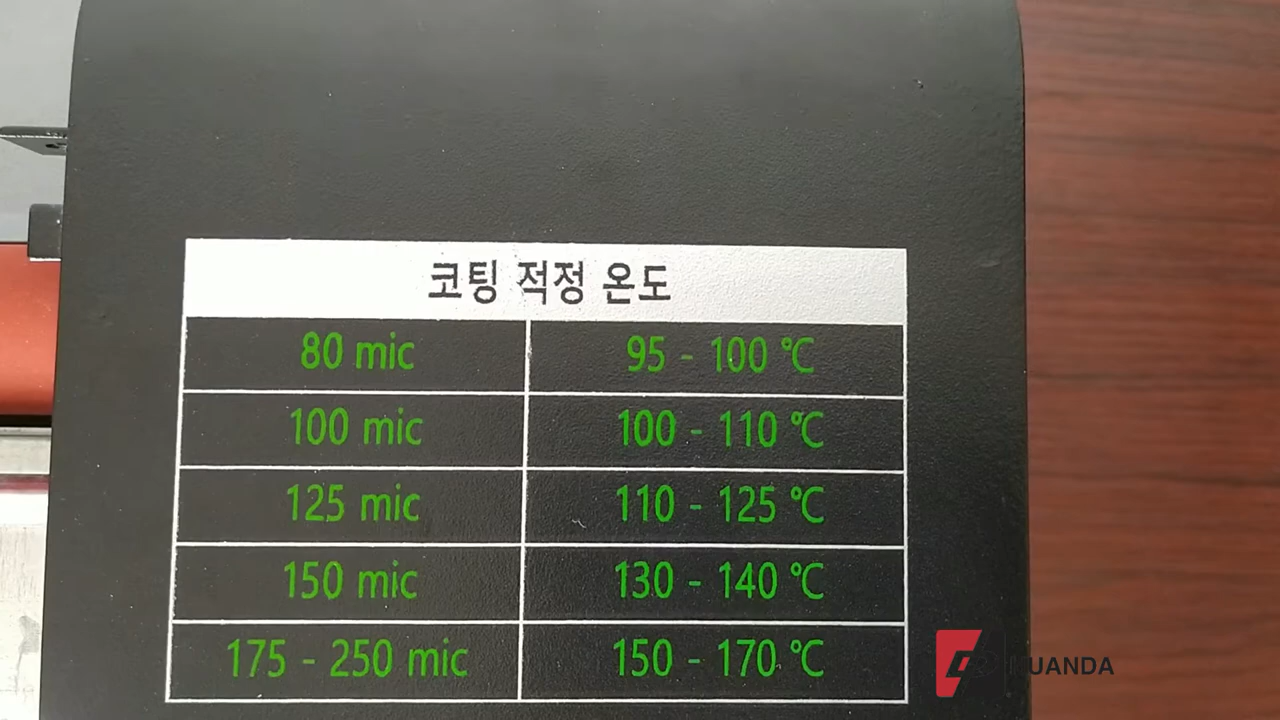 코팅 적정 온도
80 mic 95 - 100 ℃
100 mic 100 - 110 ℃
125 mic 110 - 125 ℃
150 mic 130 - 140 ℃
175 - 250 mic 150 - 170 ℃